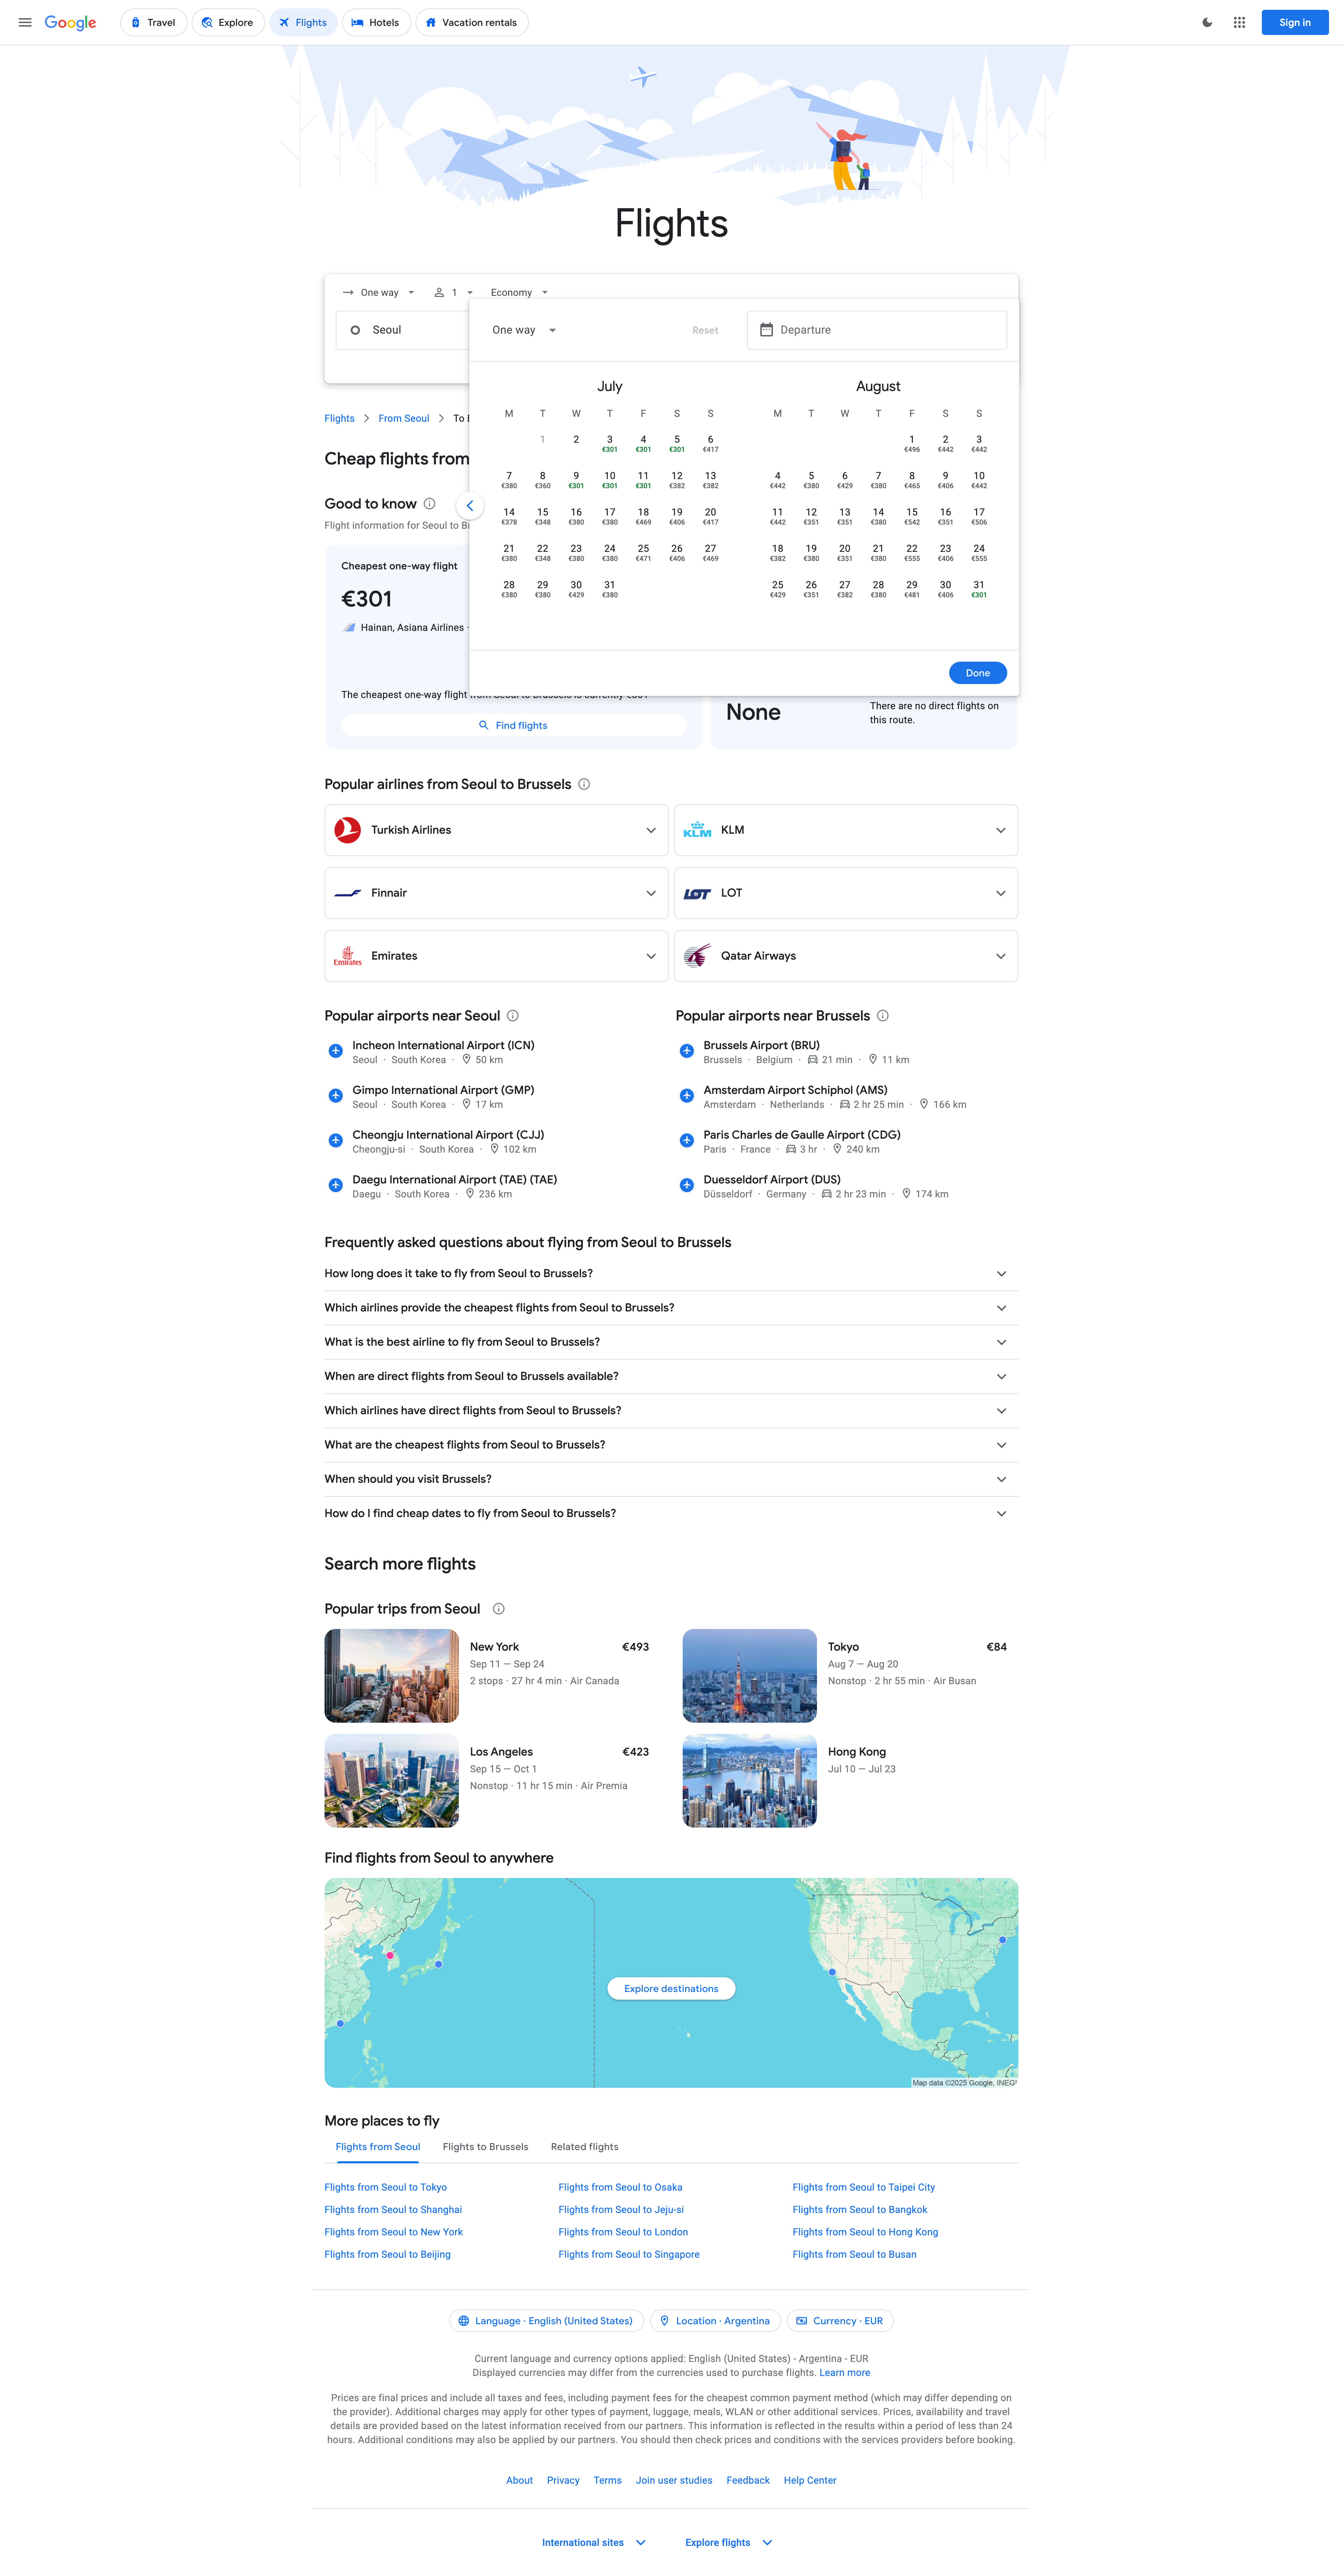 Google
Travel
Explore
Flights
Hotels
Vacation rentals
Sign in
Flights
One way
1
Economy
Seoul
One way
Reset
Departure
July
M T W T F S S
1 2 3 4 5 6
€301 €301 €301 €417
7 8 9 10 11 12 13
€380 €360 €301 €301 €301 €382 €382
14 15 16 17 18 19 20
€378 €348 €380 €380 €469 €406 €417
21 22 23 24 25 26 27
€380 €348 €380 €380 €471 €406 €469
28 29 30 31
€380 €380 €429 €380
August
M T W T F S S
1 2 3
€496 €442 €442
4 5 6 7 8 9 10
€442 €380 €429 €380 €465 €406 €442
11 12 13 14 15 16 17
€442 €351 €351 €380 €542 €351 €506
18 19 20 21 22 23 24
€382 €380 €351 €380 €555 €406 €555
25 26 27 28 29 30 31
€429 €351 €382 €380 €481 €406 €301
Done
Flights
From Seoul
To
Cheap flights from
Good to know
Flight information for Seoul to
Cheapest one-way flight
€301
Hainan, Asiana Airlines ·
The cheapest one-way flight from Seoul to Brussels is currently €301
Find flights
None
There are no direct flights on
this route.
Popular airlines from Seoul to Brussels
Turkish Airlines
KLM
KLM
Finnair
LOT
LOT
Emirates
Emirates
Qatar Airways
Popular airports near Seoul
Incheon International Airport (ICN)
Seoul · South Korea · 50 km
Gimpo International Airport (GMP)
Seoul · South Korea · 17 km
Cheongju International Airport (CJJ)
Cheongju-si · South Korea · 102 km
Daegu International Airport (TAE) (TAE)
Daegu · South Korea · 236 km
Popular airports near Brussels
Brussels Airport (BRU)
Brussels · Belgium · 21 min · 11 km
Amsterdam Airport Schiphol (AMS)
Amsterdam · Netherlands · 2 hr 25 min · 166 km
Paris Charles de Gaulle Airport (CDG)
Paris · France · 3 hr · 240 km
Duesseldorf Airport (DUS)
Düsseldorf · Germany · 2 hr 23 min · 174 km
Frequently asked questions about flying from Seoul to Brussels
How long does it take to fly from Seoul to Brussels?
Which airlines provide the cheapest flights from Seoul to Brussels?
What is the best airline to fly from Seoul to Brussels?
When are direct flights from Seoul to Brussels available?
Which airlines have direct flights from Seoul to Brussels?
What are the cheapest flights from Seoul to Brussels?
When should you visit Brussels?
How do I find cheap dates to fly from Seoul to Brussels?
Search more flights
Popular trips from Seoul
New York €493
Sep 11 — Sep 24
2 stops · 27 hr 4 min · Air Canada
Tokyo €84
Aug 7 — Aug 20
Nonstop · 2 hr 55 min · Air Busan
Los Angeles €423
Sep 15 — Oct 1
Nonstop · 11 hr 15 min · Air Premia
Hong Kong
Jul 10 — Jul 23
Find flights from Seoul to anywhere
Explore destinations
Map data ©2025 Google, INEGI
More places to fly
Flights from Seoul
Flights to Brussels
Related flights
Flights from Seoul to Tokyo
Flights from Seoul to Osaka
Flights from Seoul to Taipei City
Flights from Seoul to Shanghai
Flights from Seoul to Jeju-si
Flights from Seoul to Bangkok
Flights from Seoul to New York
Flights from Seoul to London
Flights from Seoul to Hong Kong
Flights from Seoul to Beijing
Flights from Seoul to Singapore
Flights from Seoul to Busan
Language · English (United States)
Location · Argentina
Currency · EUR
Current language and currency options applied: English (United States) - Argentina - EUR
Displayed currencies may differ from the currencies used to purchase flights. Learn more
Prices are final prices and include all taxes and fees, including payment fees for the cheapest common payment method (which may differ depending on
the provider). Additional charges may apply for other types of payment, luggage, meals, WLAN or other additional services. Prices, availability and travel
details are provided based on the latest information received from our partners. This information is reflected in the results within a period of less than 24
hours. Additional conditions may also be applied by our partners. You should then check prices and conditions with the services providers before booking.
About
Privacy
Terms
Join user studies
Feedback
Help Center
International sites
Explore flights